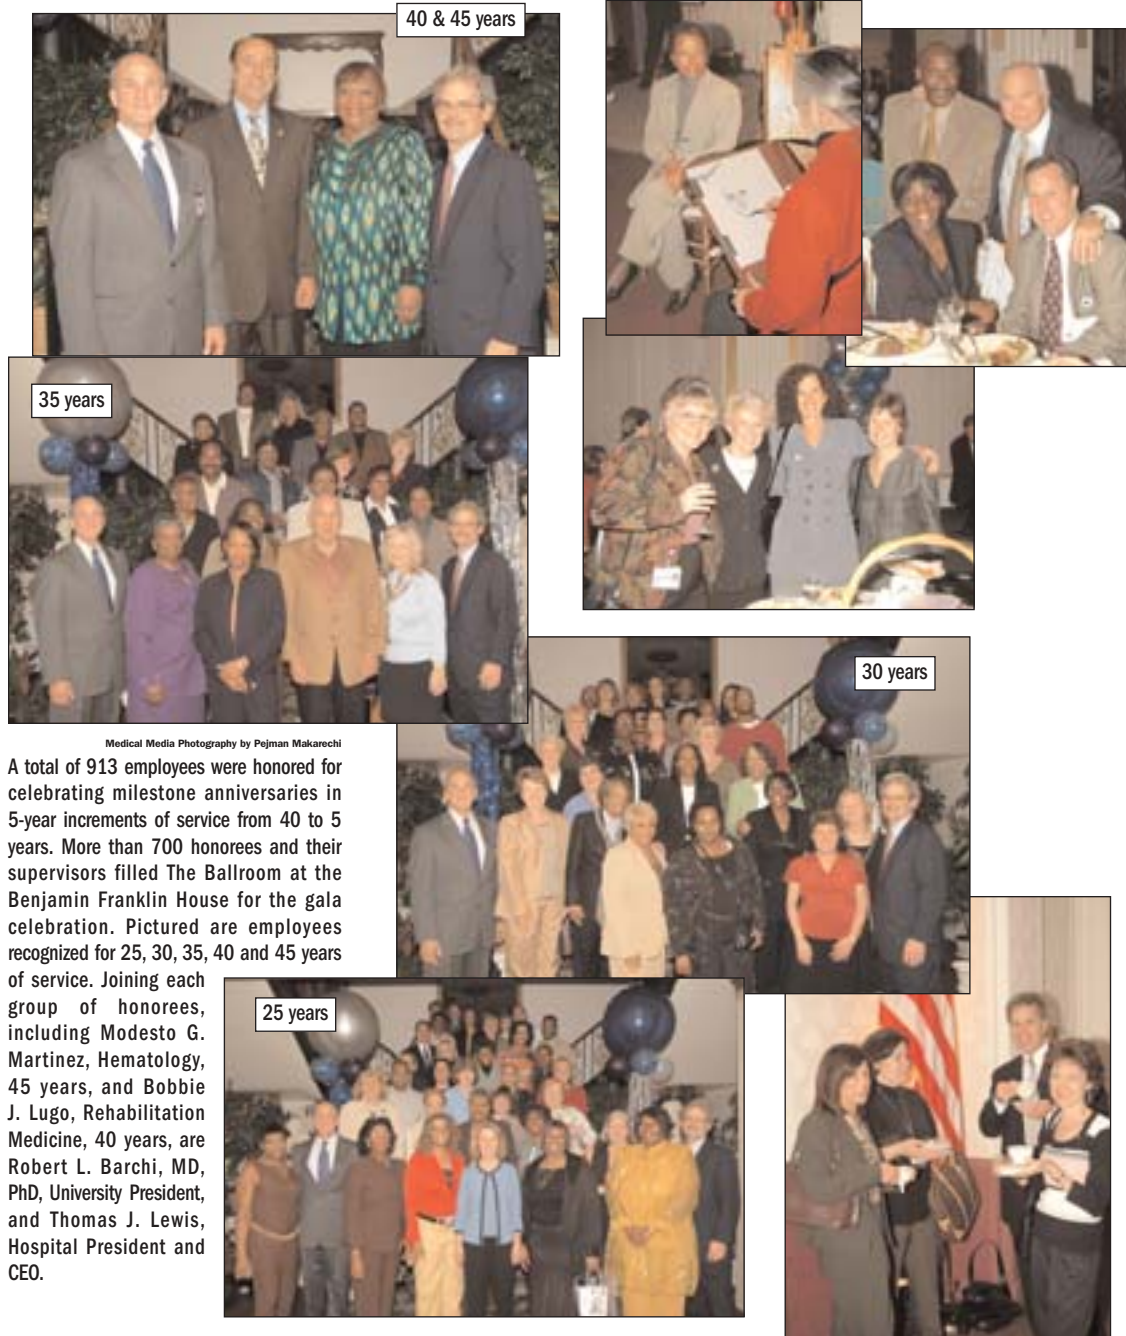 40 & 45 years
35 years
30 years
25 years
Medical Media Photography by Pejman Makarechi
A total of 913 employees were honored for
celebrating milestone anniversaries in
5-year increments of service from 40 to 5
years. More than 700 honorees and their
supervisors filled The Ballroom at the
Benjamin Franklin House for the gala
celebration. Pictured are employees
recognized for 25, 30, 35, 40 and 45 years
of service. Joining each
group of honorees,
including Modesto G.
Martinez, Hematology,
45 years, and Bobbie
J. Lugo, Rehabilitation
Medicine, 40 years, are
Robert L. Barchi, MD,
PhD, University President,
and Thomas J. Lewis,
Hospital President and
CEO.